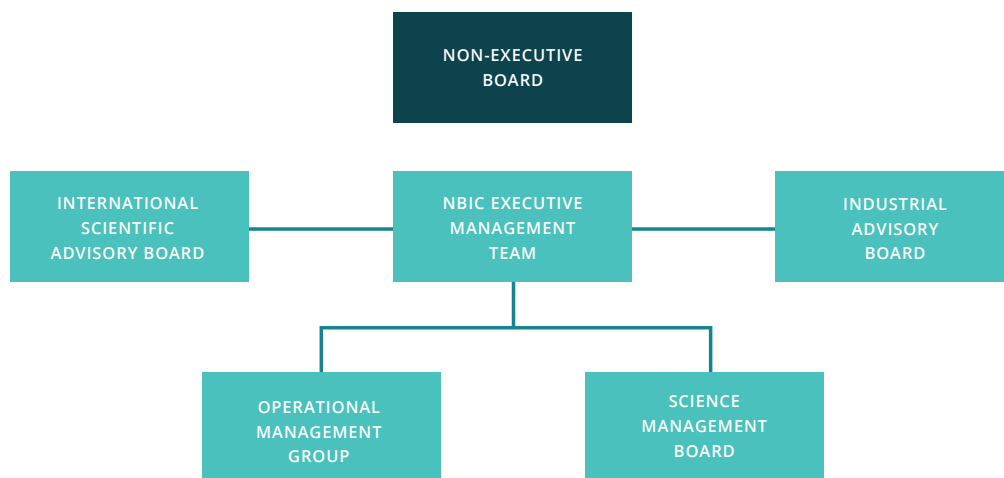 NON-EXECUTIVE
BOARD
INTERNATIONAL
SCIENTIFIC
ADVISORY BOARD
NBIC EXECUTIVE
MANAGEMENT
TEAM
INDUSTRIAL
ADVISORY
BOARD
OPERATIONAL
MANAGEMENT
GROUP
SCIENCE
MANAGEMENT
BOARD